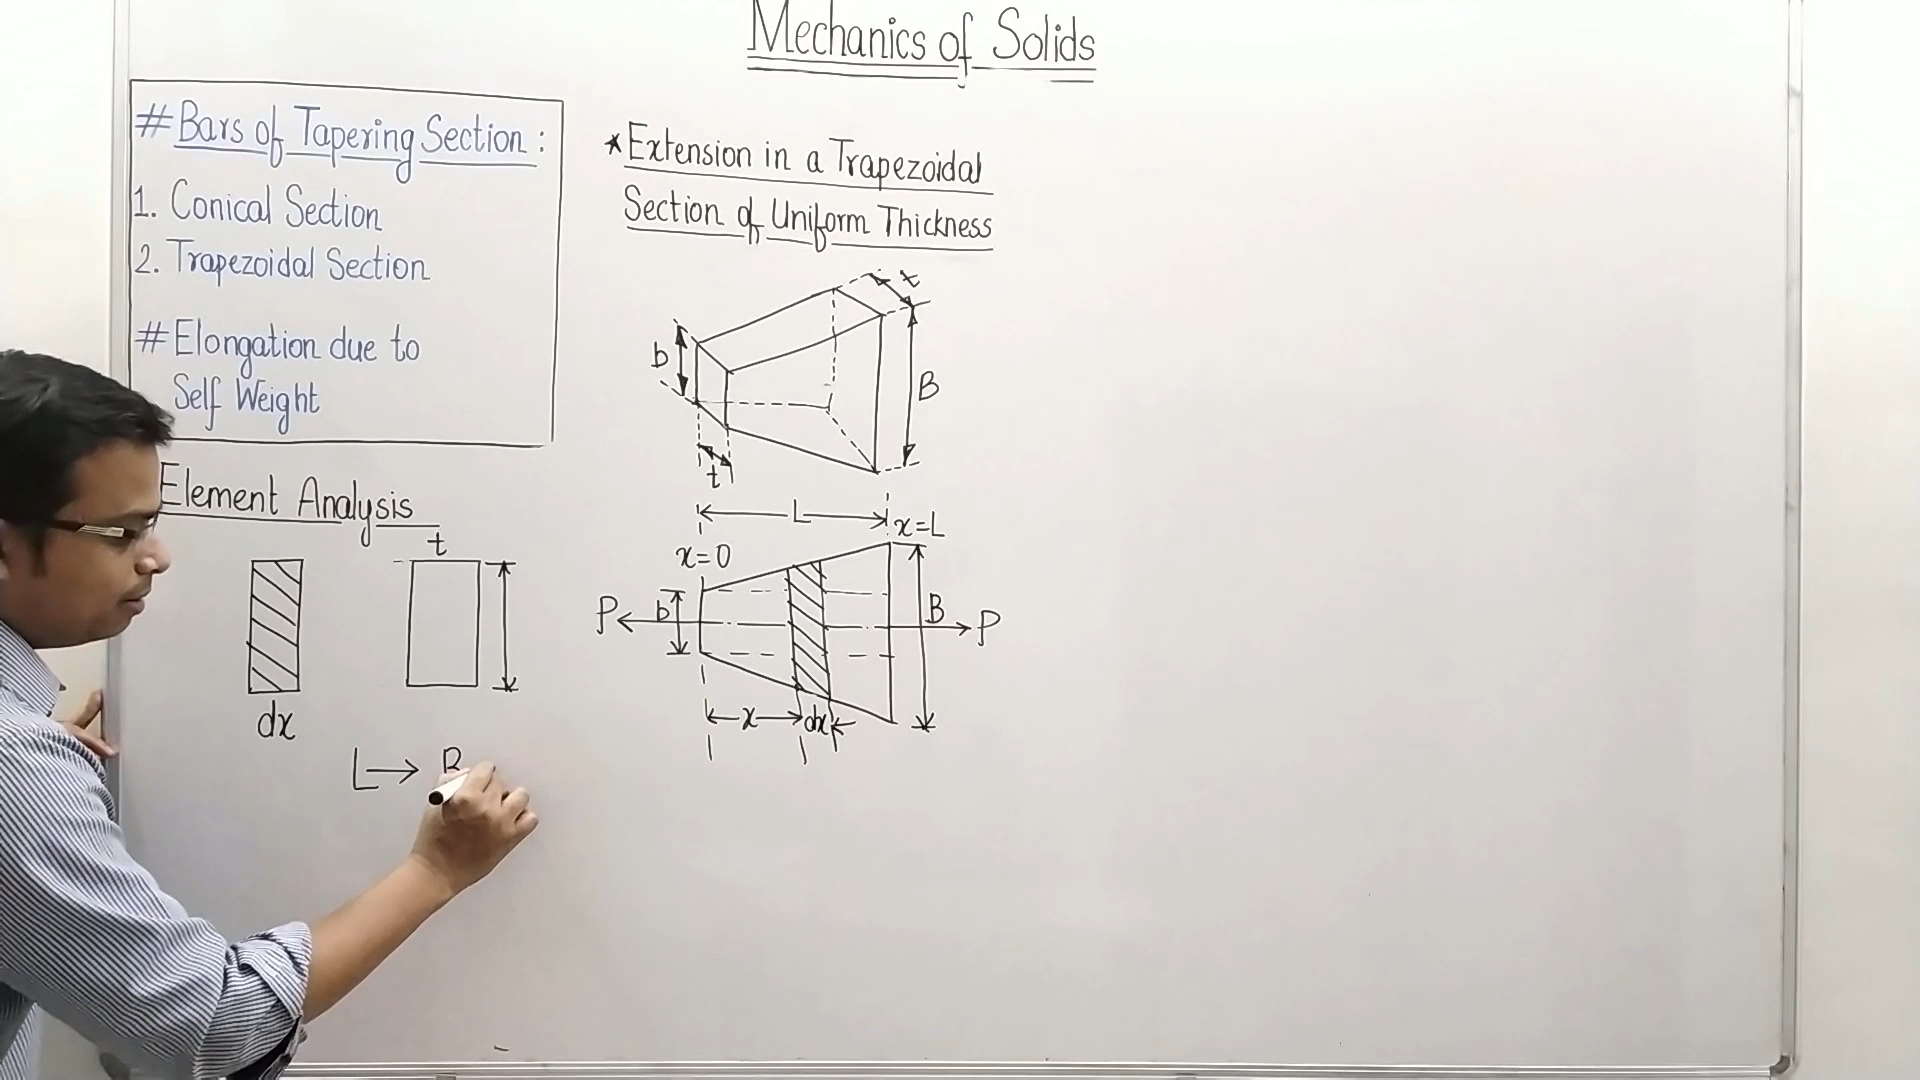 Mechanics of Solids
# Bars of Tapering Section :
1. Conical Section
2. Trapezoidal Section
# Elongation due to
Self Weight
Element Analysis
t
dx
L → B
* Extension in a Trapezoidal
Section of Uniform Thickness
t
b
B
t
L
x=L
x=0
P
b
B
P
x
dx